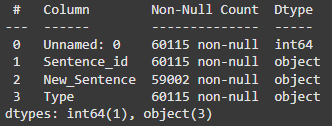 #   Column        Non-Null Count  Dtype
---  ------        --------------  -----
0   Unnamed: 0    60115 non-null  int64
1   Sentence_id   60115 non-null  object
2   New_Sentence  59002 non-null  object
3   Type          60115 non-null  object
dtypes: int64(1), object(3)